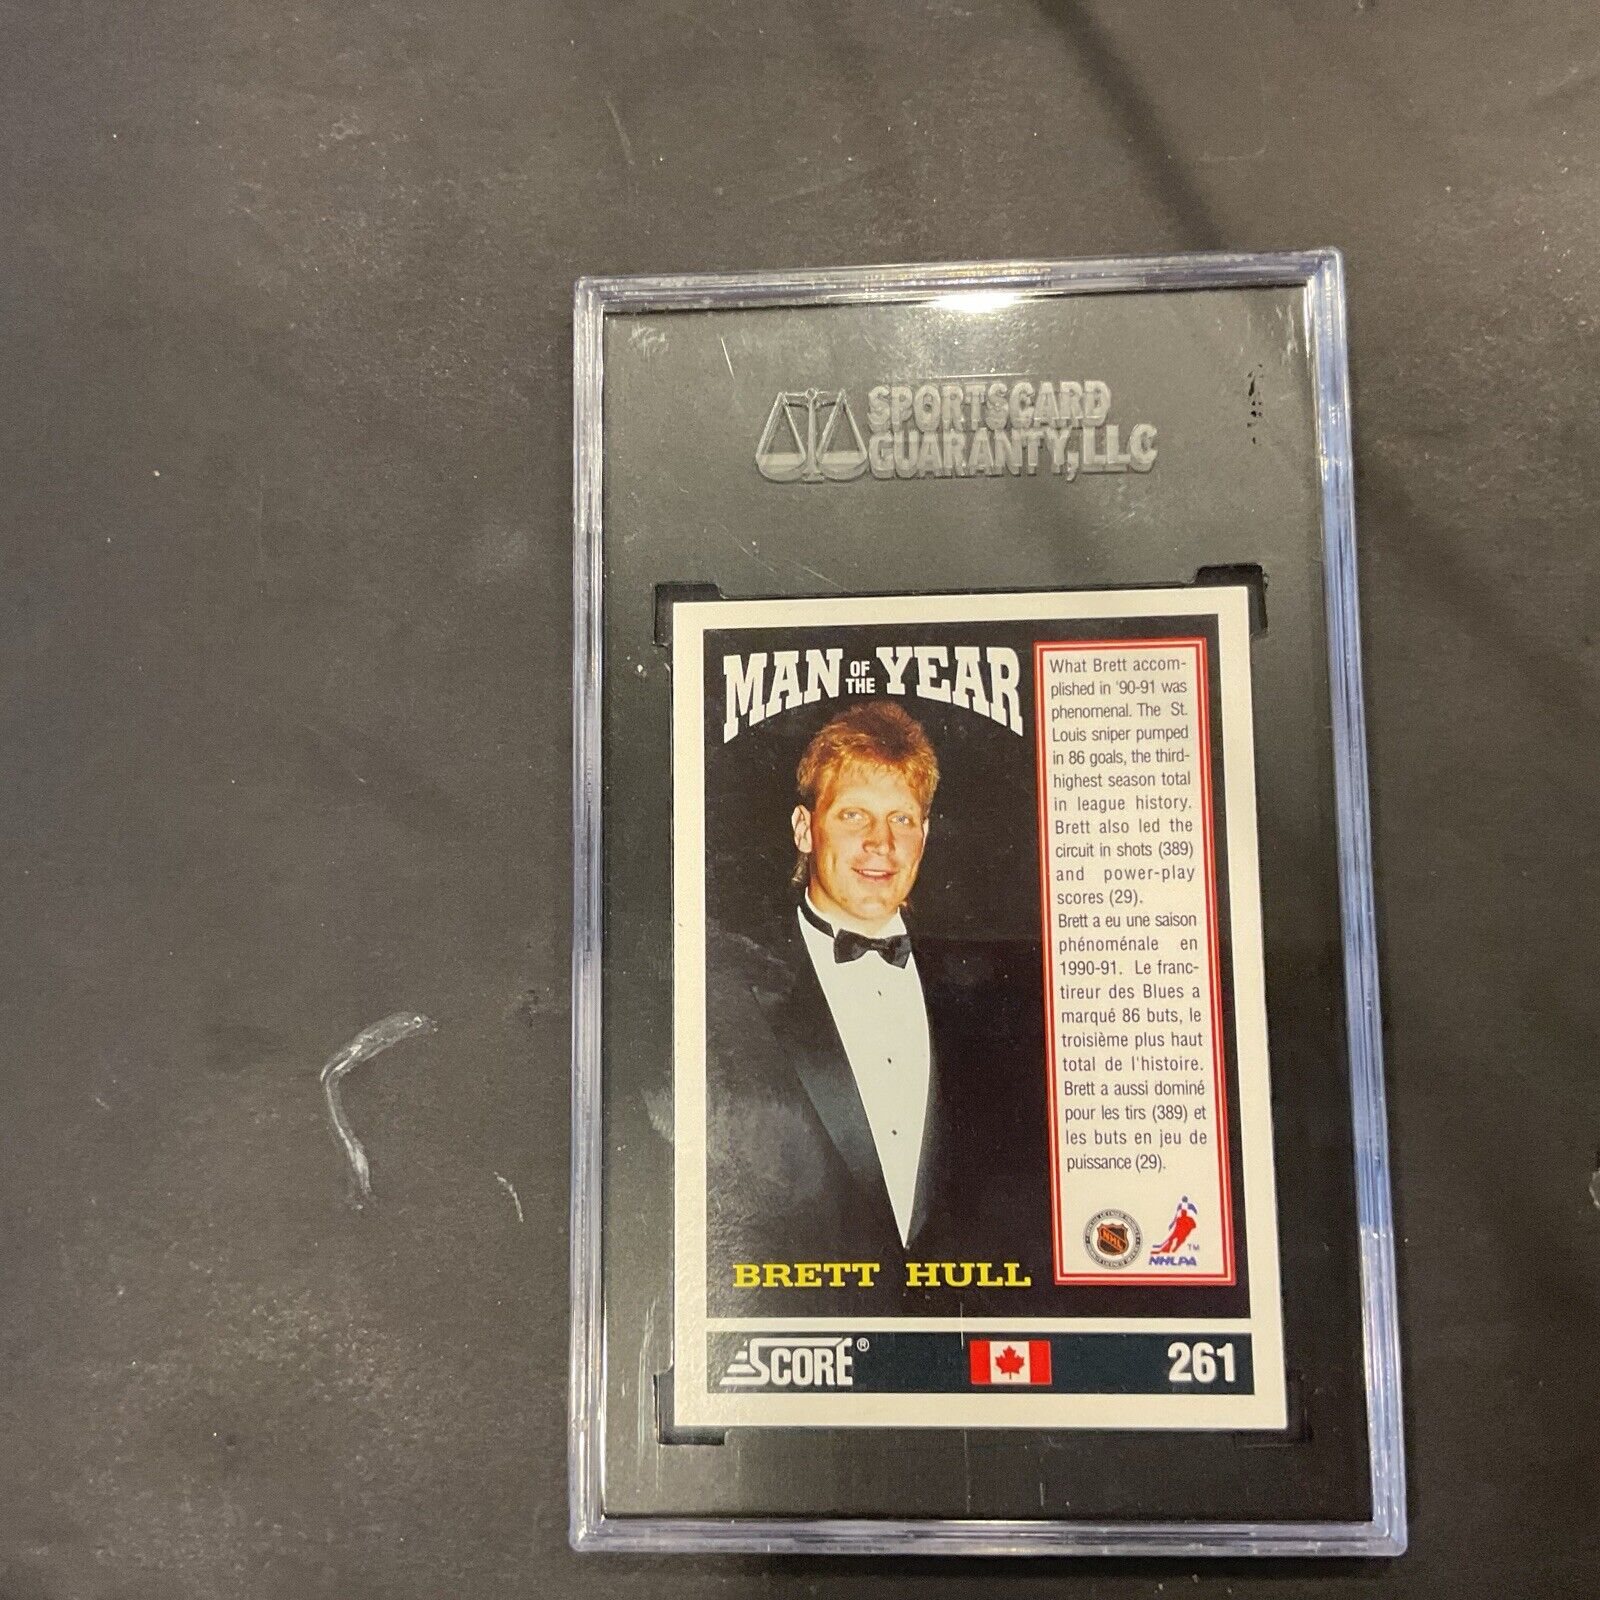 SPORTSCARD
GUARANTY, LLC
MAN OF THE YEAR
What Brett accom-
plished in '90-91 was
phenomenal. The St.
Louis sniper pumped
in 86 goals, the third-
highest season total
in league history.
Brett also led the
circuit in shots (389)
and power-play
scores (29).
Brett a eu une saison
phénoménale en
1990-91. Le franc-
tireur des Blues a
marqué 86 buts, le
troisième plus haut
total de l'histoire.
Brett a aussi dominé
pour les tirs (389) et
les buts en jeu de
puissance (29).
NHL
NHLPA TM
BRETT HULL
SCORE®
261